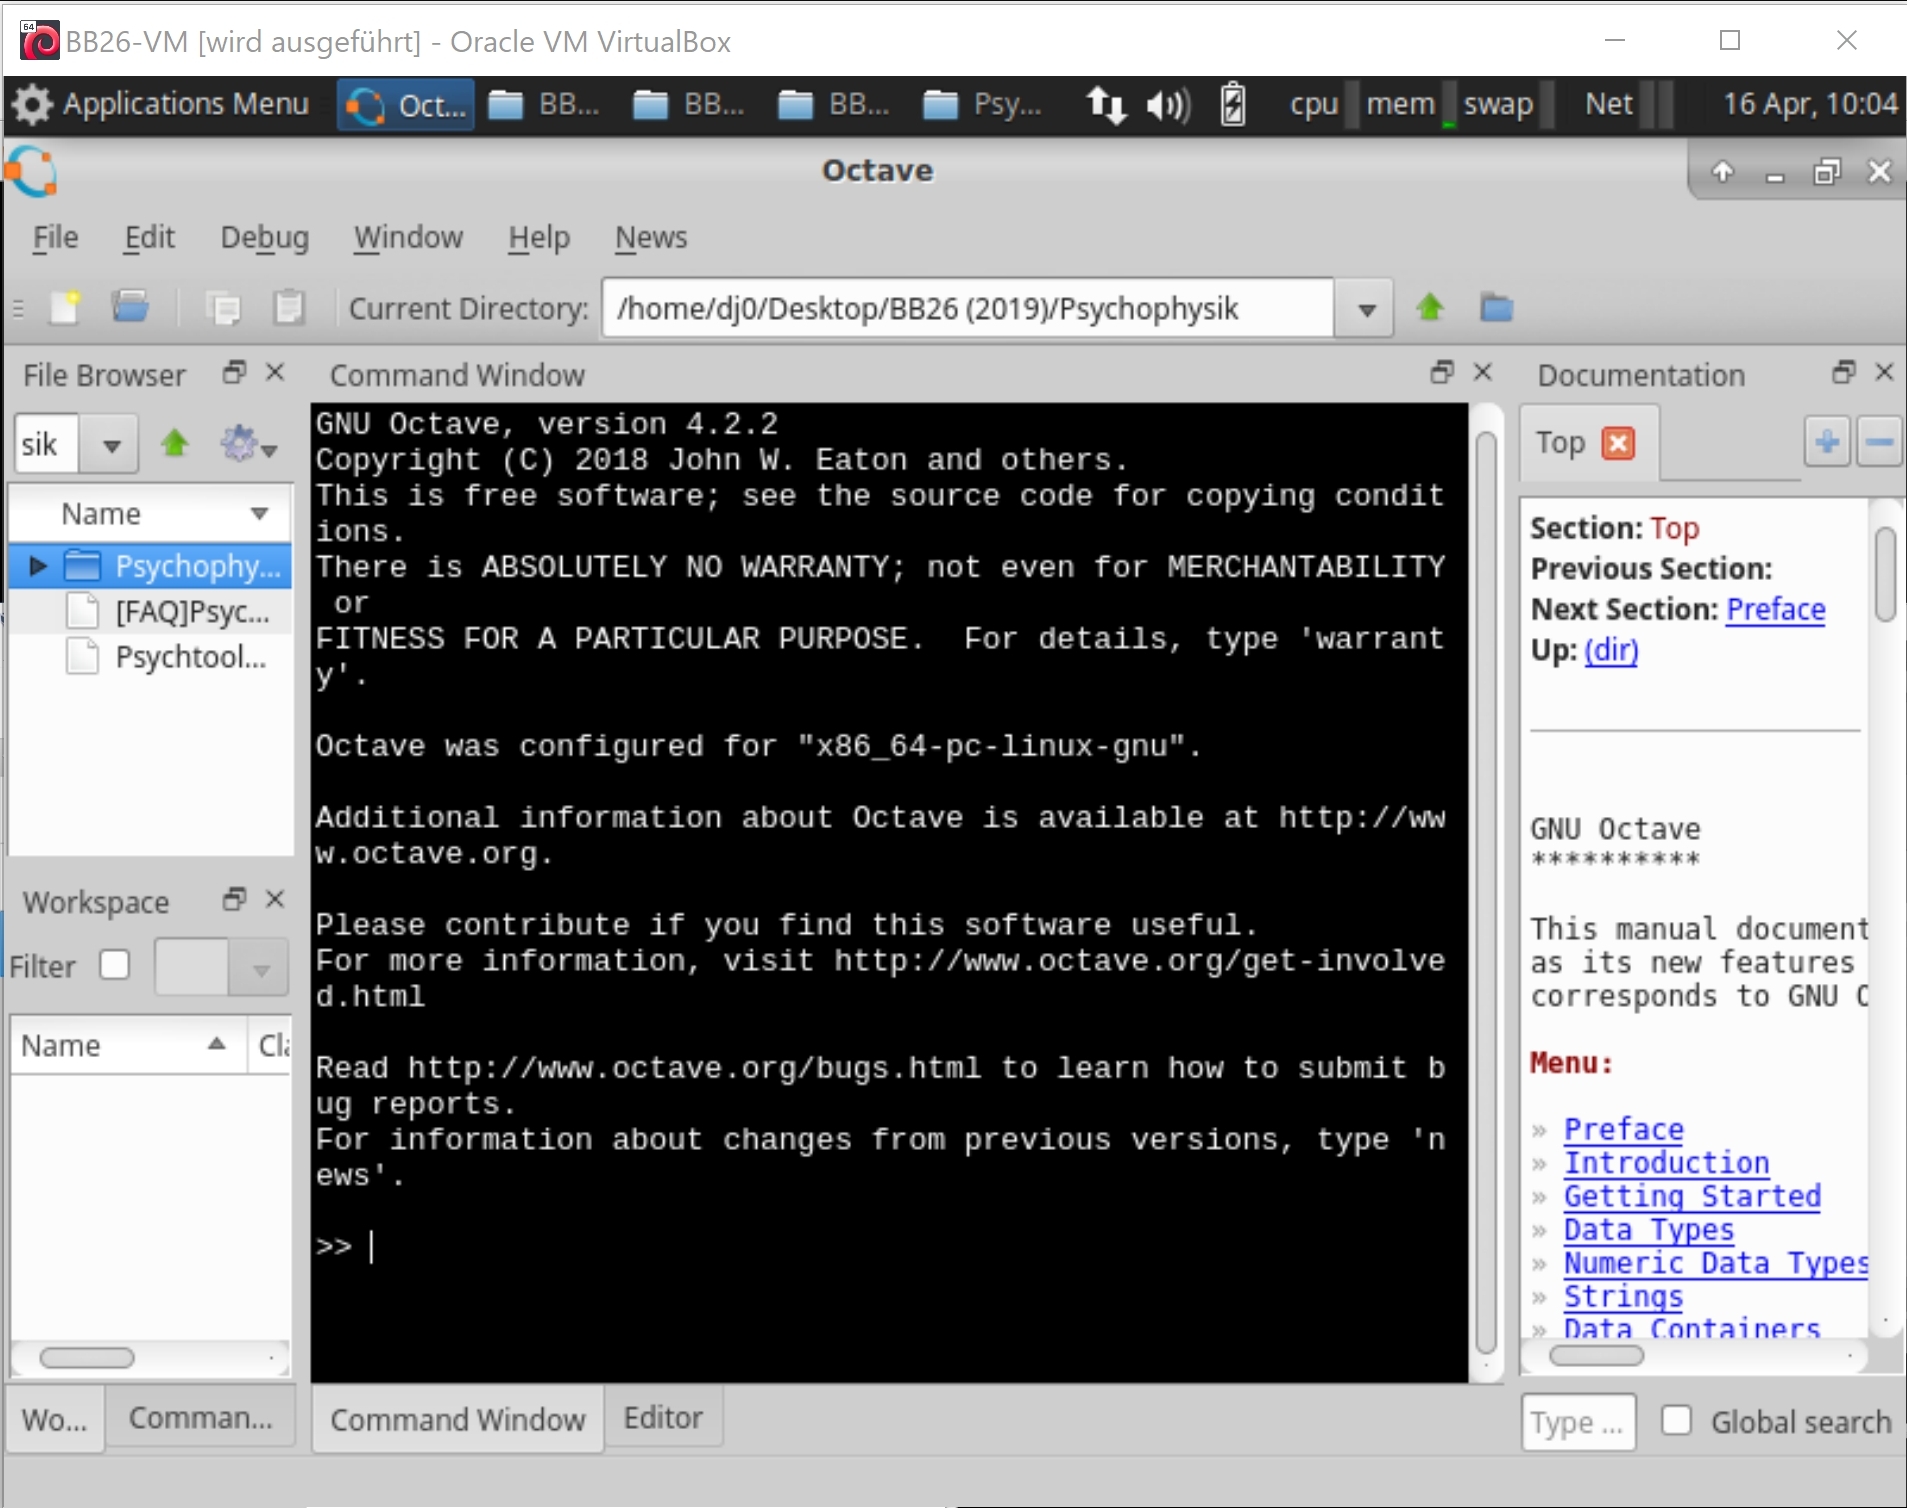 64
BB26-VM [wird ausgeführt] - Oracle VM VirtualBox
Applications Menu Oct... BB... BB... BB... Psy... cpu mem swap Net 16 Apr, 10:04
Octave
File Edit Debug Window Help News
Current Directory: /home/dj0/Desktop/BB26 (2019)/Psychophysik
File Browser
sik
Name
Psychophy...
[FAQ]Psyc...
Psychtool...
Workspace
Filter
Name Cla
Wo... Comman...
Command Window
GNU Octave, version 4.2.2
Copyright (C) 2018 John W. Eaton and others.
This is free software; see the source code for copying condit
ions.
There is ABSOLUTELY NO WARRANTY; not even for MERCHANTABILITY
or
FITNESS FOR A PARTICULAR PURPOSE.  For details, type 'warrant
y'.
Octave was configured for "x86_64-pc-linux-gnu".
Additional information about Octave is available at http://ww
w.octave.org.
Please contribute if you find this software useful.
For more information, visit http://www.octave.org/get-involve
d.html
Read http://www.octave.org/bugs.html to learn how to submit b
ug reports.
For information about changes from previous versions, type 'n
ews'.
>>
Command Window Editor
Documentation
Top
Section: Top
Previous Section:
Next Section: Preface
Up: (dir)
GNU Octave
**********
This manual document
as its new features
corresponds to GNU O
Menu:
» Preface
» Introduction
» Getting Started
» Data Types
» Numeric Data Types
» Strings
» Data Containers
Type ... Global search